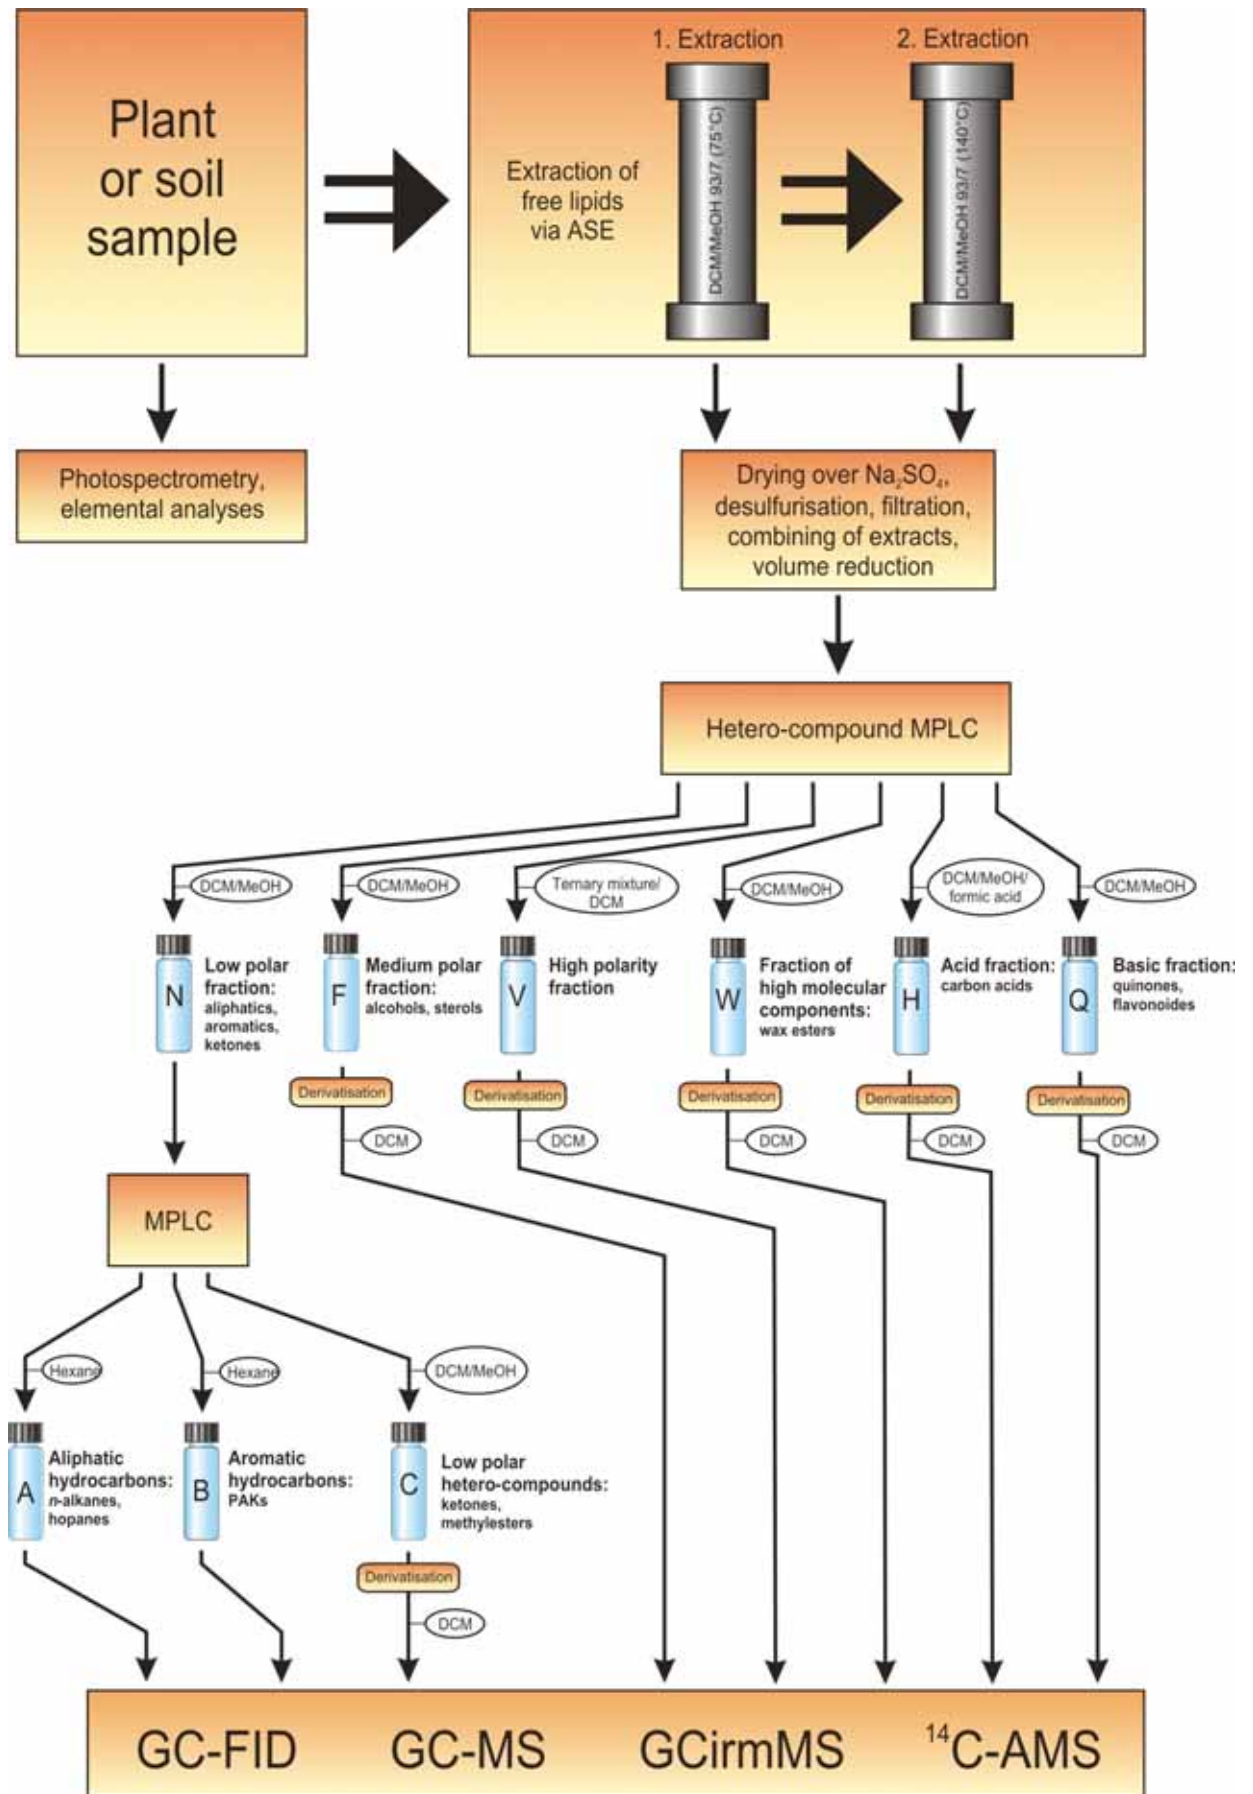 Plant
or soil
sample
Extraction of
free lipids
via ASE
1. Extraction
DCM/MeOH 93/7 (75°C)
2. Extraction
DCM/MeOH 93/7 (140°C)
Photospectrometry,
elemental analyses
Drying over Na₂SO₄,
desulfurisation, filtration,
combining of extracts,
volume reduction
Hetero-compound MPLC
DCM/MeOH
DCM/MeOH
Ternary mixture/
DCM
DCM/MeOH
DCM/MeOH/
formic acid
DCM/MeOH
N
Low polar
fraction:
aliphatics,
aromatics,
ketones
F
Medium polar
fraction:
alcohols, sterols
V
High polarity
fraction
W
Fraction of
high molecular
components:
wax esters
H
Acid fraction:
carbon acids
Q
Basic fraction:
quinones,
flavonoides
Derivatisation
Derivatisation
Derivatisation
Derivatisation
Derivatisation
DCM
DCM
DCM
DCM
DCM
MPLC
Hexane
Hexane
DCM/MeOH
A
Aliphatic
hydrocarbons:
n-alkanes,
hopanes
B
Aromatic
hydrocarbons:
PAKs
C
Low polar
hetero-compounds:
ketones,
methylesters
Derivatisation
DCM
GC-FID
GC-MS
GCirmMS
¹⁴C-AMS